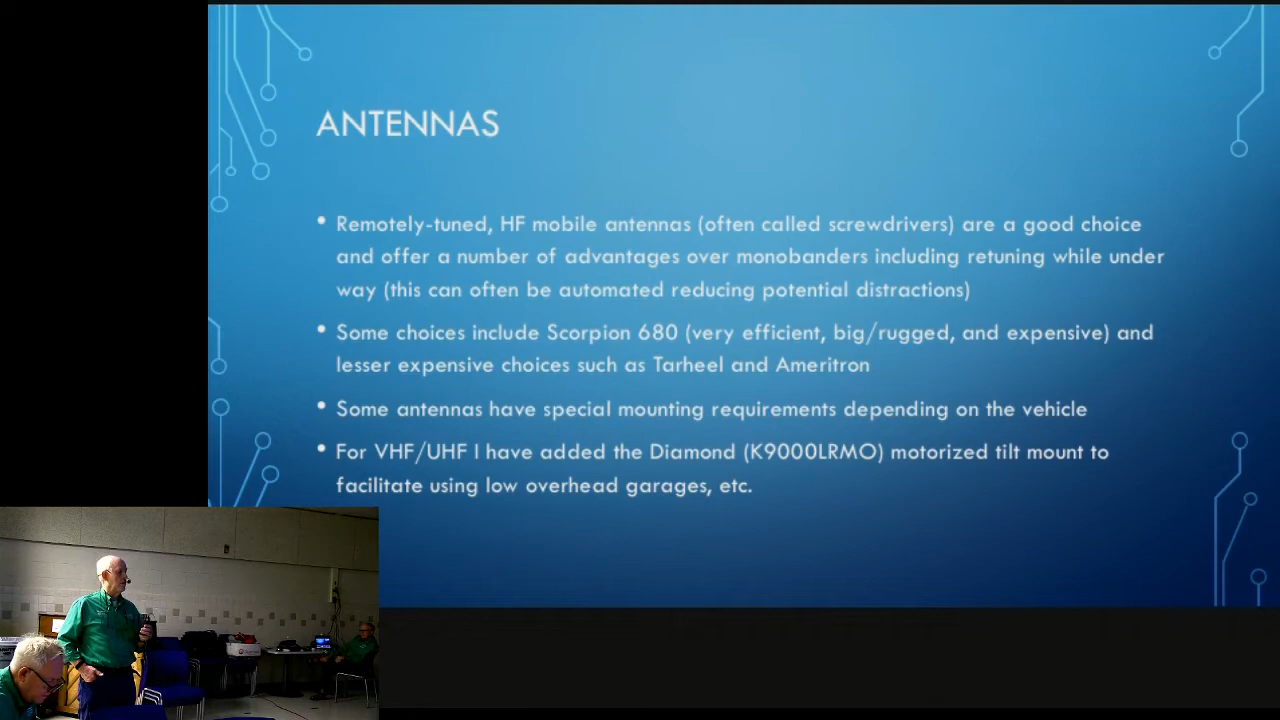 ANTENNAS
• Remotely-tuned, HF mobile antennas (often called screwdrivers) are a good choice
and offer a number of advantages over monobanders including retuning while under
way (this can often be automated reducing potential distractions)
• Some choices include Scorpion 680 (very efficient, big/rugged, and expensive) and
lesser expensive choices such as Tarheel and Ameritron
• Some antennas have special mounting requirements depending on the vehicle
• For VHF/UHF I have added the Diamond (K9000LRMO) motorized tilt mount to
facilitate using low overhead garages, etc.